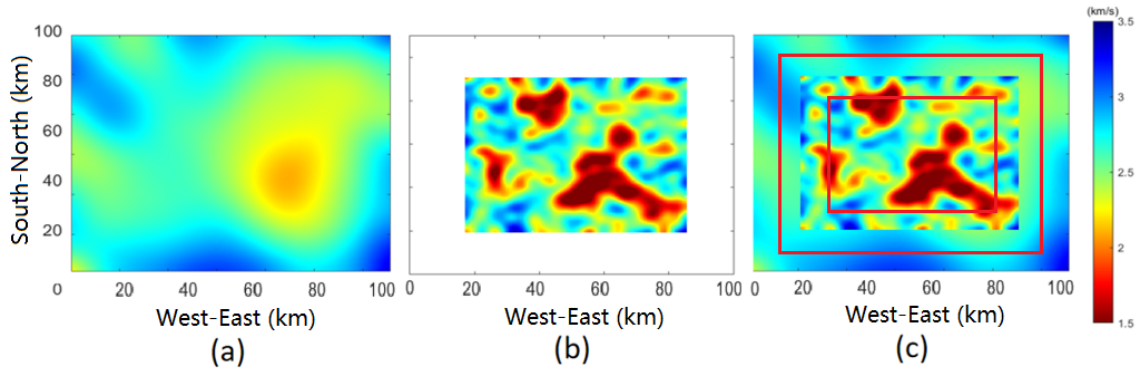 (km/s)
100
80
60
40
20
0
South-North (km)
20 40 60 80 100
West-East (km)
(a)
0 20 40 60 80 100
West-East (km)
(b)
0 20 40 60 80 100
West-East (km)
(c)
3.5
3
2.5
2
1.5